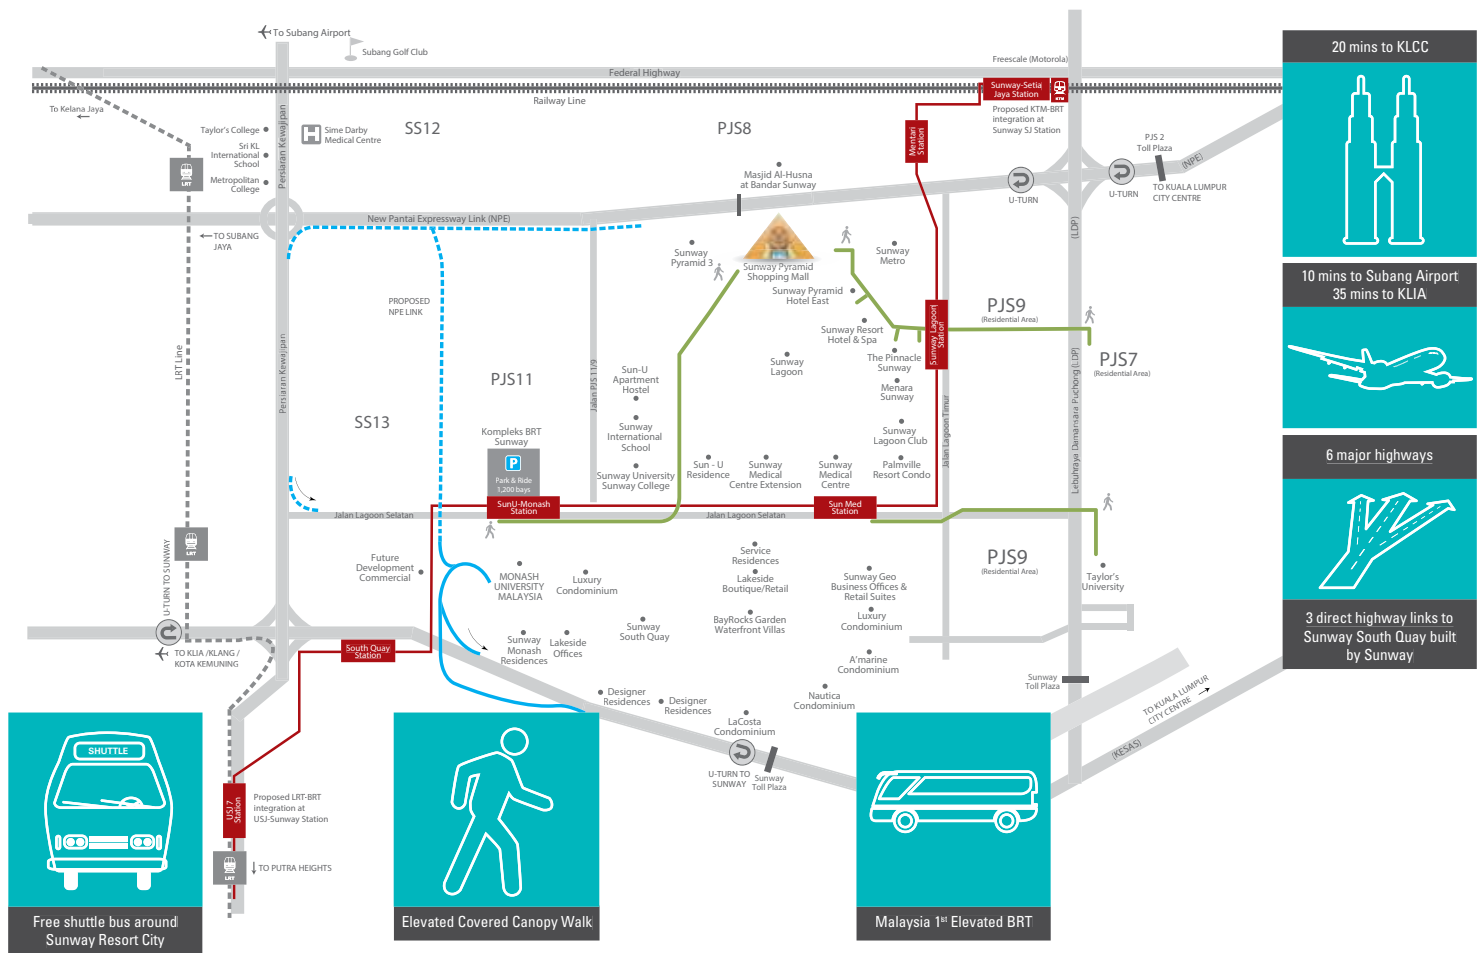 To Subang Airport
Subang Golf Club
Freescale (Motorola)
Federal Highway
Railway Line
To Kelana Jaya
Sunway-Setia
Jaya Station
KTM
Proposed KTM-BRT
integration at
Sunway SJ Station
Mentari
Station
Persiaran Kewajipan
Taylor's College
Sri KL
International
School
Metropolitan
College
Sime Darby
Medical Centre
SS12
PJS8
PJS 2
Toll Plaza
(NPE)
TO KUALA LUMPUR
CITY CENTRE
U-TURN
U-TURN
(LDP)
LRT
Masjid Al-Husna
at Bandar Sunway
New Pantai Expressway Link (NPE)
TO SUBANG
JAYA
Sunway
Pyramid 3
Sunway Pyramid
Shopping Mall
Sunway
Metro
Sunway Pyramid
Hotel East
PROPOSED
NPE LINK
Sunway Resort
Hotel & Spa
Sunway Lagoon
Station
PJS9
(Residential Area)
PJS7
(Residential Area)
The Pinnacle
Sunway
Sunway
Lagoon
Menara
Sunway
LRT Line
Persiaran Kewajipan
PJS11
Jalan PJS 11/9
Sun-U
Apartment
Hostel
SS13
Sunway
International
School
Sunway
Lagoon Club
Jalan Lagoon Timur
Lebuhraya Damansara Puchong (LDP)
Kompleks BRT
Sunway
P
Park & Ride
1,200 bays
Sunway University
Sunway College
Sun - U
Residence
Sunway
Medical
Centre Extension
Sunway
Medical
Centre
Palmville
Resort Condo
SunU-Monash
Station
Sun Med
Station
Jalan Lagoon Selatan
Jalan Lagoon Selatan
LRT
U-TURN TO SUNWAY
Future
Development
Commercial
MONASH
UNIVERSITY
MALAYSIA
Luxury
Condominium
Service
Residences
Lakeside
Boutique/Retail
Sunway Geo
Business Offices &
Retail Suites
PJS9
(Residential Area)
Taylor's
University
Luxury
Condominium
BayRocks Garden
Waterfront Villas
Sunway
South Quay
Sunway
Monash
Residences
Lakeside
Offices
A'marine
Condominium
South Quay
Station
TO KLIA /KLANG /
KOTA KEMUNING
Nautica
Condominium
Designer
Residences
Designer
Residences
LaCosta
Condominium
Sunway
Toll Plaza
TO KUALA LUMPUR
CITY CENTRE
(KESAS)
U-TURN TO
SUNWAY
Sunway
Toll Plaza
USJ 7
Station
Proposed LRT-BRT
integration at
USJ-Sunway Station
LRT
TO PUTRA HEIGHTS
20 mins to KLCC
10 mins to Subang Airport
35 mins to KLIA
6 major highways
3 direct highway links to
Sunway South Quay built
by Sunway
SHUTTLE
Free shuttle bus around
Sunway Resort City
Elevated Covered Canopy Walk
Malaysia 1st Elevated BRT